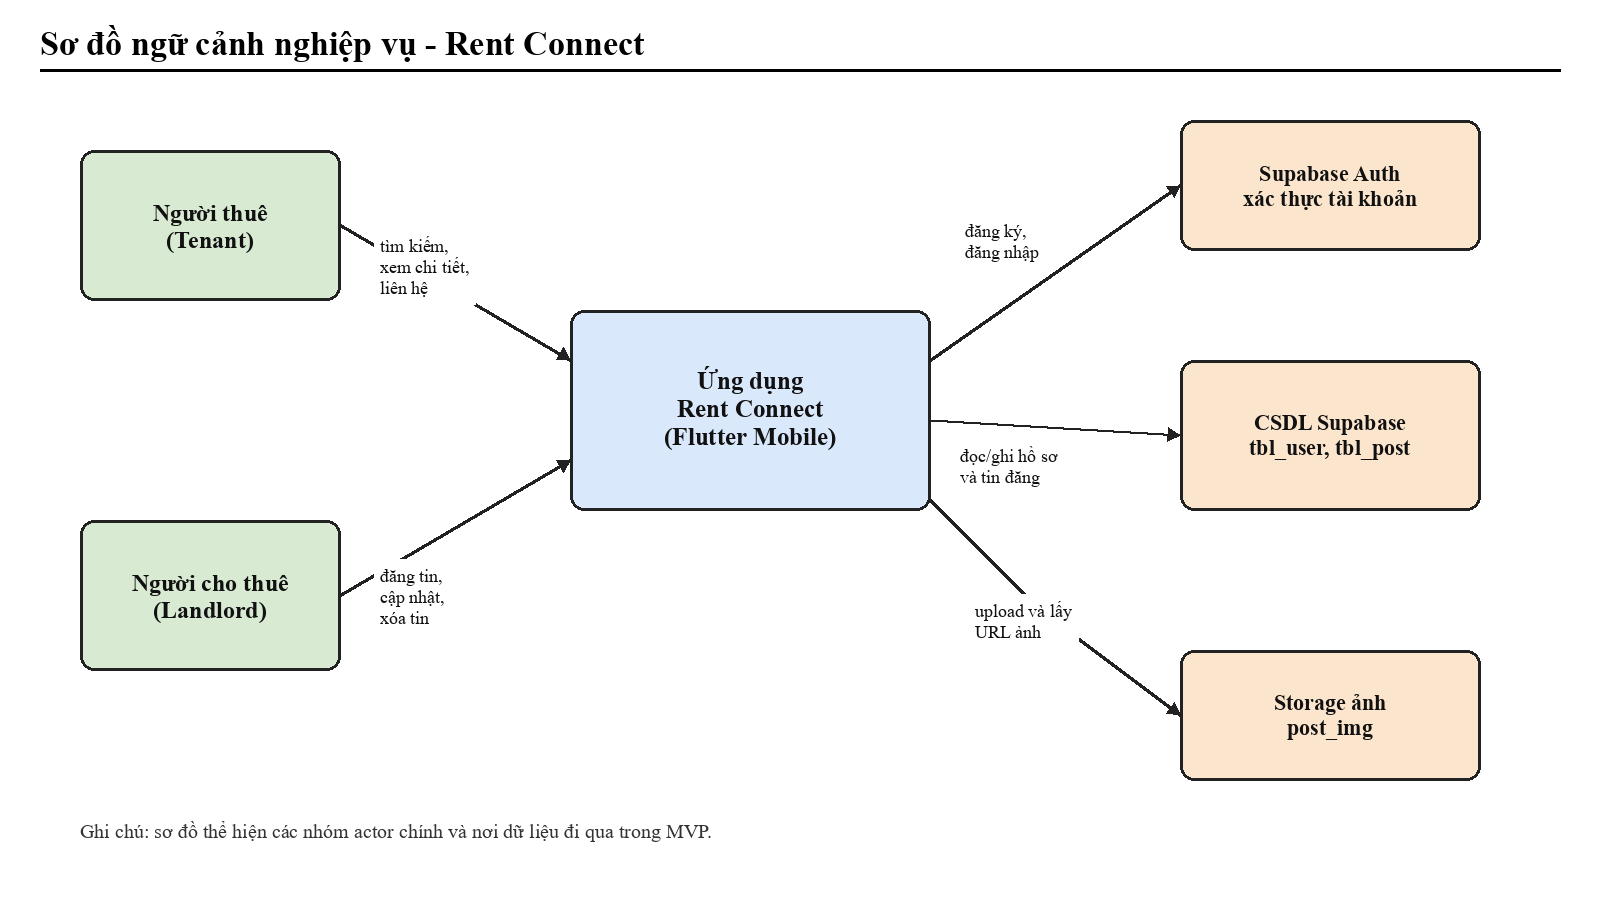 Sơ đồ ngữ cảnh nghiệp vụ - Rent Connect
Người thuê
(Tenant)
tìm kiếm,
xem chi tiết,
liên hệ
Người cho thuê
(Landlord)
đăng tin,
cập nhật,
xóa tin
Ứng dụng
Rent Connect
(Flutter Mobile)
đăng ký,
đăng nhập
Supabase Auth
xác thực tài khoản
đọc/ghi hồ sơ
và tin đăng
CSDL Supabase
tbl_user, tbl_post
upload và lấy
URL ảnh
Storage ảnh
post_img
Ghi chú: sơ đồ thể hiện các nhóm actor chính và nơi dữ liệu đi qua trong MVP.